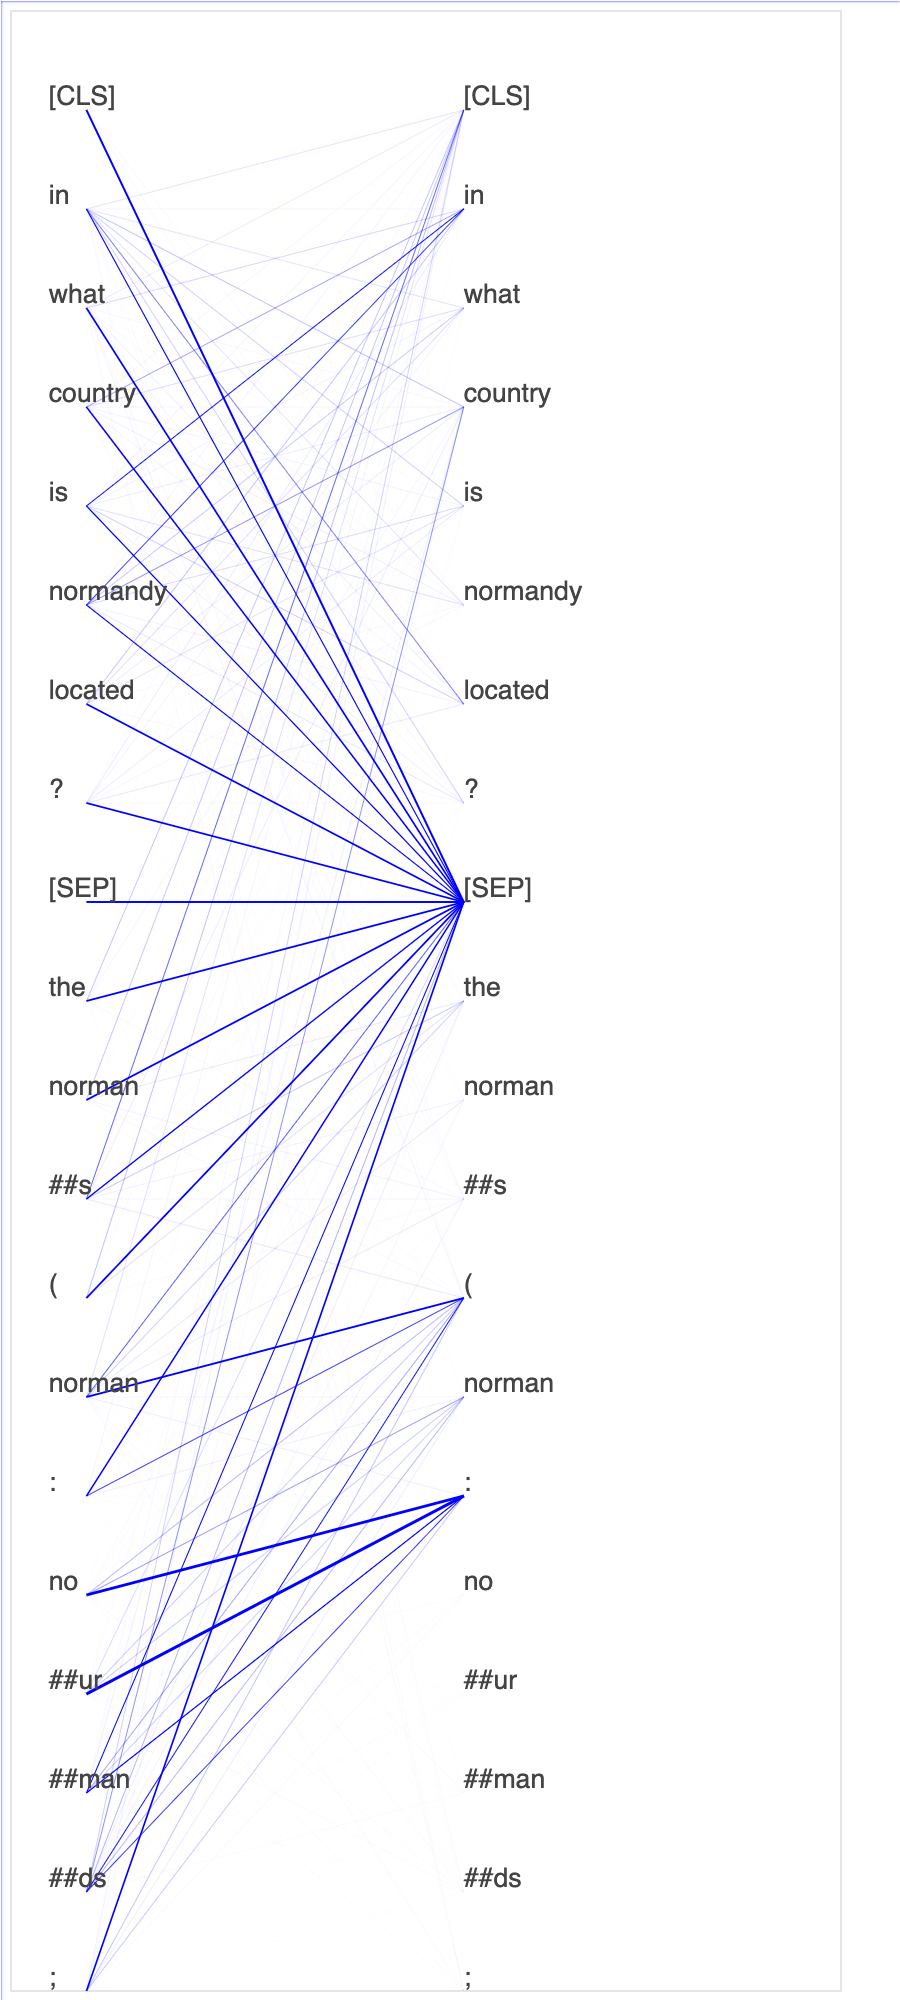 [CLS] [CLS]
in in
what what
country country
is is
normandy normandy
located located
? ?
[SEP] [SEP]
the the
norman norman
##s ##s
( (
norman norman
: :
no no
##ur ##ur
##man ##man
##ds ##ds
; ;